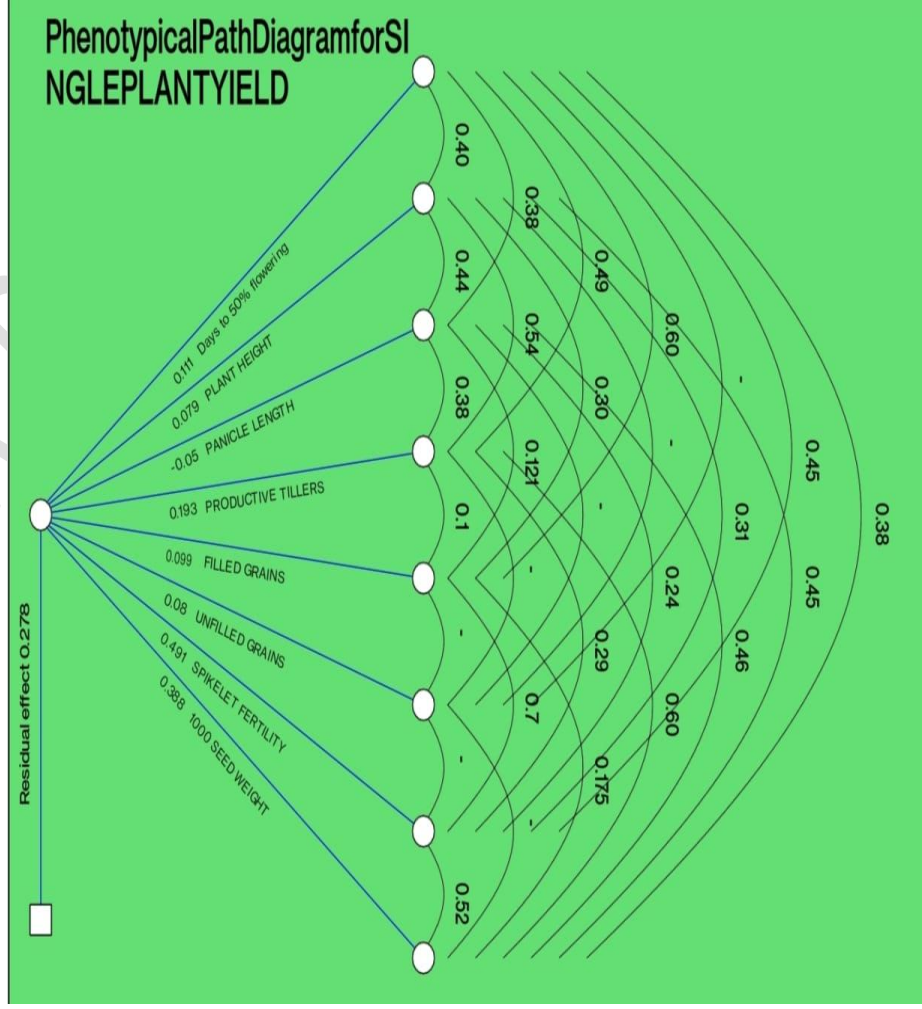 PhenotypicalPathDiagramforSI
NGLEPLANTYIELD
0.111 Days to 50% flowering
0.079 PLANT HEIGHT
-0.05 PANICLE LENGTH
0.193 PRODUCTIVE TILLERS
0.099 FILLED GRAINS
0.08 UNFILLED GRAINS
0.491 SPIKELET FERTILITY
0.388 1000 SEED WEIGHT
Residual effect 0.278
0.40
0.44
0.38
0.1
-
-
0.52
0.38
0.54
0.121
-
0.7
-
0.49
0.30
-
0.29
0.175
0.60
-
0.24
0.60
-
0.31
0.46
0.45
0.45
0.38